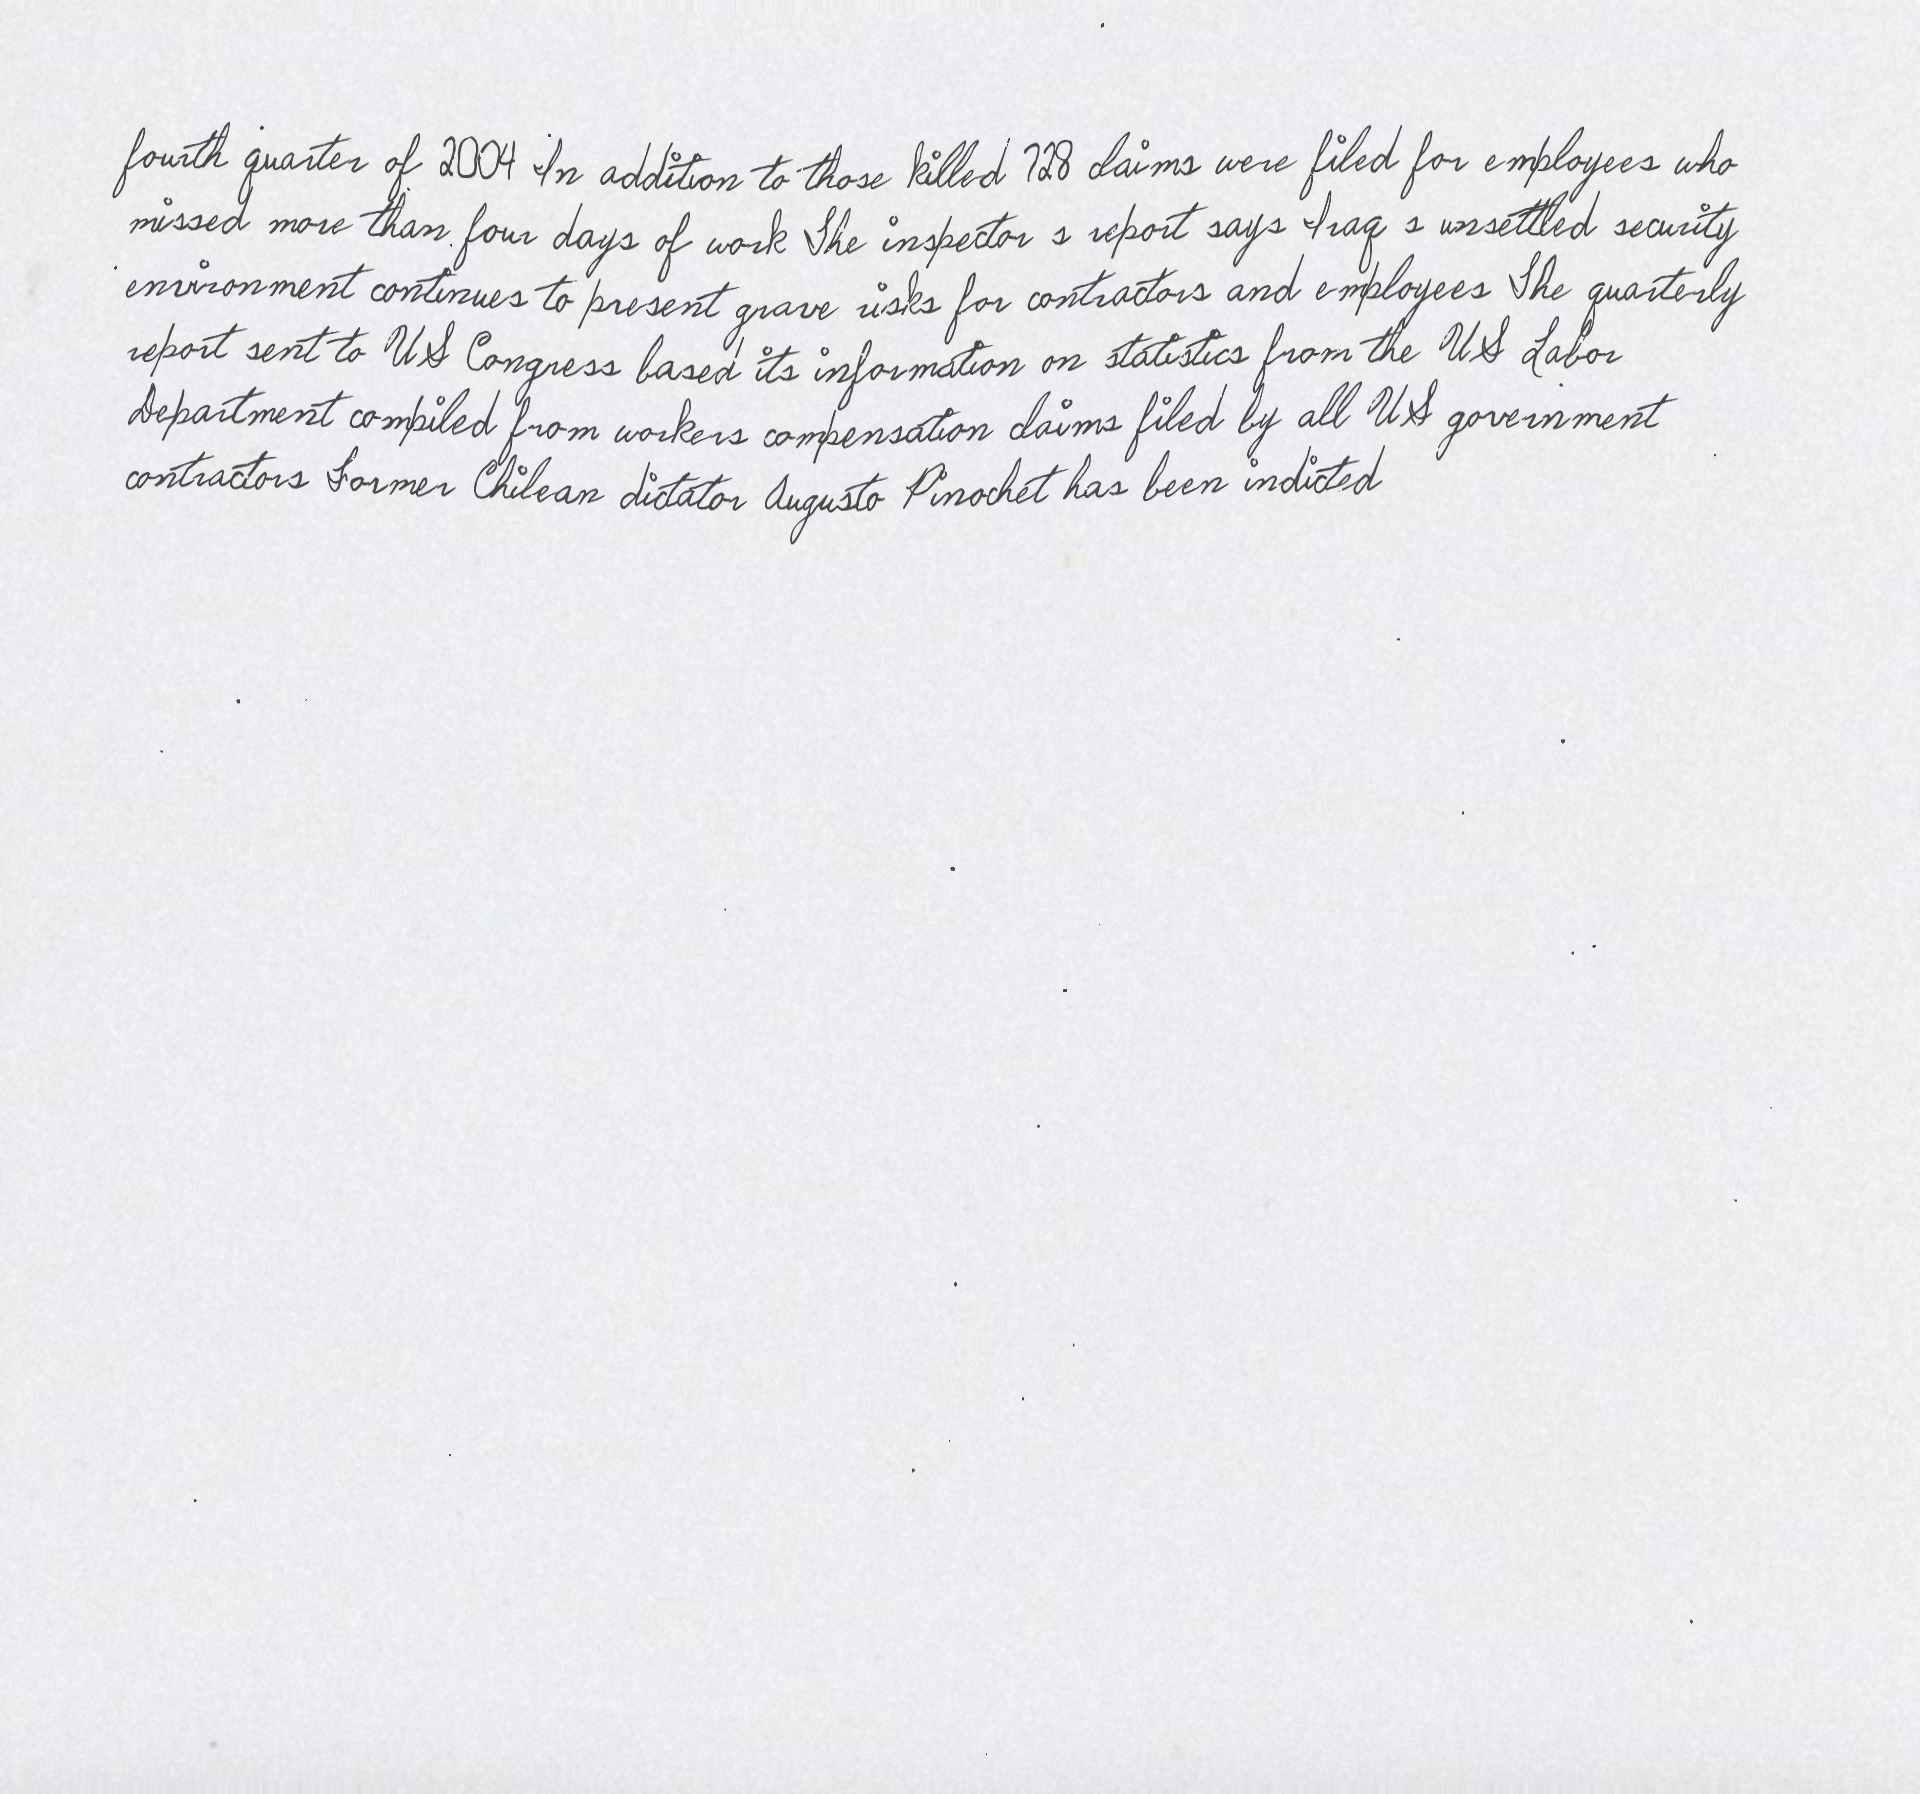 fourth quarter of 2004 In addition to those killed 728 claims were filed for employees who
missed more than four days of work The inspector s report says Iraq s unsettled security
environment continues to present grave risks for contractors and employees The quarterly
report sent to US Congress based its information on statistics from the US Labor
Department compiled from workers compensation claims filed by all US government
contractors Former Chilean dictator Augusto Pinochet has been indicted